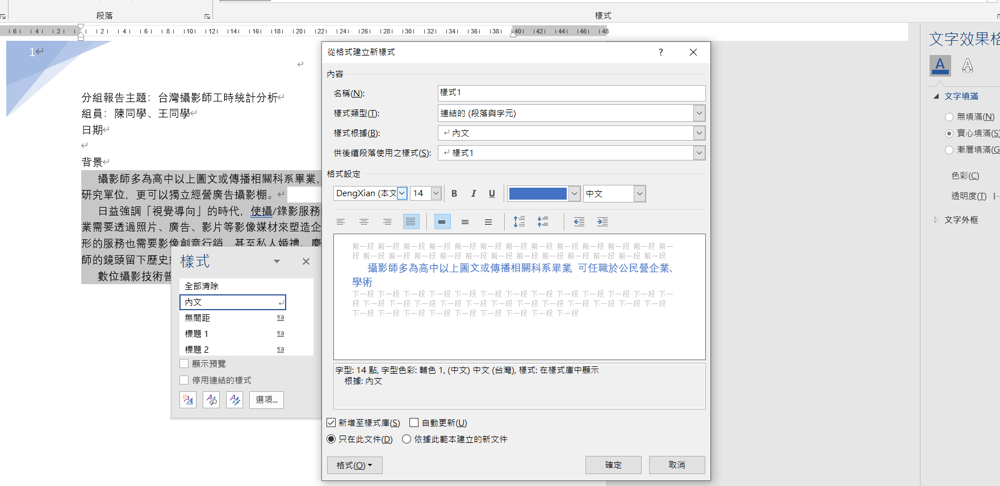 段落
樣式
6 4 2 2 4 6 8 10 12 14 16 18 20 22 24 26 28 30 32 34 36 38 40 42 44 46 48
1
分組報告主題：台灣攝影師工時統計分析
組員：陳同學、王同學
日期
背景
攝影師多為高中以上圖文或傳播相關科系畢業,
研究單位，更可以獨立經營廣告攝影棚。
日益強調「視覺導向」的時代，使攝/錄影服務
業需要透過照片、廣告、影片等影像媒材來塑造企
形的服務也需要影像創意行銷，甚至私人婚禮、慶
師的鏡頭留下歷史
數位攝影技術普
樣式
全部清除
內文
無間距
標題 1
標題 2
顯示預覽
停用連結的樣式
選項...
從格式建立新樣式
?
內容
名稱(N):
樣式1
樣式類型(T):
連結的 (段落與字元)
樣式根據(B):
內文
供後續段落使用之樣式(S):
樣式1
格式設定
DengXian (本文
14
B I U
中文
前一段 前一段 前一段 前一段 前一段 前一段 前一段 前一段 前一段 前一段 前一段 前一段 前一
段 前一段 前一段 前一段 前一段 前一段 前一段 前一段 前一段 前一段 前一段 前一段 前一段
攝影師多為高中以上圖文或傳播相關科系畢業, 可任職於公民營企業、
學術
下一段 下一段 下一段 下一段 下一段 下一段 下一段 下一段 下一段 下一段 下一段 下一段 下一
段 下一段 下一段 下一段 下一段 下一段 下一段 下一段 下一段 下一段 下一段 下一段 下一段
下一段 下一段 下一段 下一段 下一段 下一段 下一段 下一段 下一段
字型: 14 點, 字型色彩: 輔色 1, (中文) 中文 (台灣), 樣式: 在樣式庫中顯示
根據: 內文
新增至樣式庫(S)
自動更新(U)
只在此文件(D)
依據此範本建立的新文件
格式(O)
確定
取消
文字效果格
A A
文字填滿
無填滿(N)
實心填滿(S)
漸層填滿(G
色彩(C)
透明度(T)
文字外框